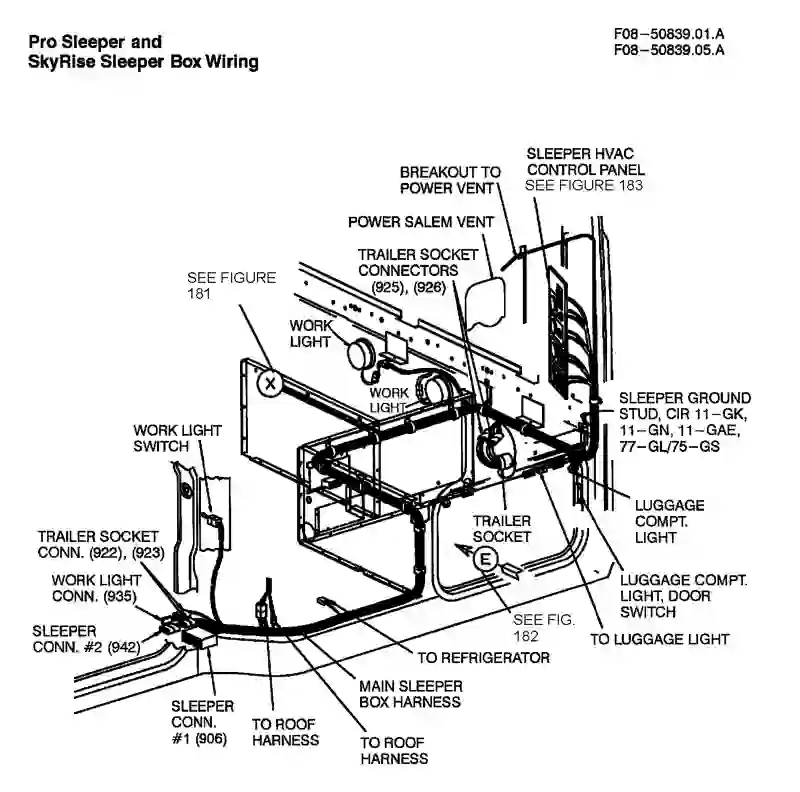 Pro Sleeper and
SkyRise Sleeper Box Wiring
F08-50839.01.A
F08-50839.05.A
SLEEPER HVAC
CONTROL PANEL
SEE FIGURE 183
BREAKOUT TO
POWER VENT
POWER SALEM VENT
TRAILER SOCKET
CONNECTORS
(925), (926)
SEE FIGURE
181
WORK
LIGHT
X
WORK
LIGHT
SLEEPER GROUND
STUD, CIR 11-GK,
11-GN, 11-GAE,
77-GL/75-GS
WORK LIGHT
SWITCH
LUGGAGE
COMPT.
LIGHT
TRAILER
SOCKET
TRAILER SOCKET
CONN. (922), (923)
E
WORK LIGHT
CONN. (935)
LUGGAGE COMPT.
LIGHT, DOOR
SWITCH
SEE FIG.
182
SLEEPER
CONN. #2 (942)
TO LUGGAGE LIGHT
TO REFRIGERATOR
MAIN SLEEPER
BOX HARNESS
SLEEPER
CONN.
#1 (906)
TO ROOF
HARNESS
TO ROOF
HARNESS